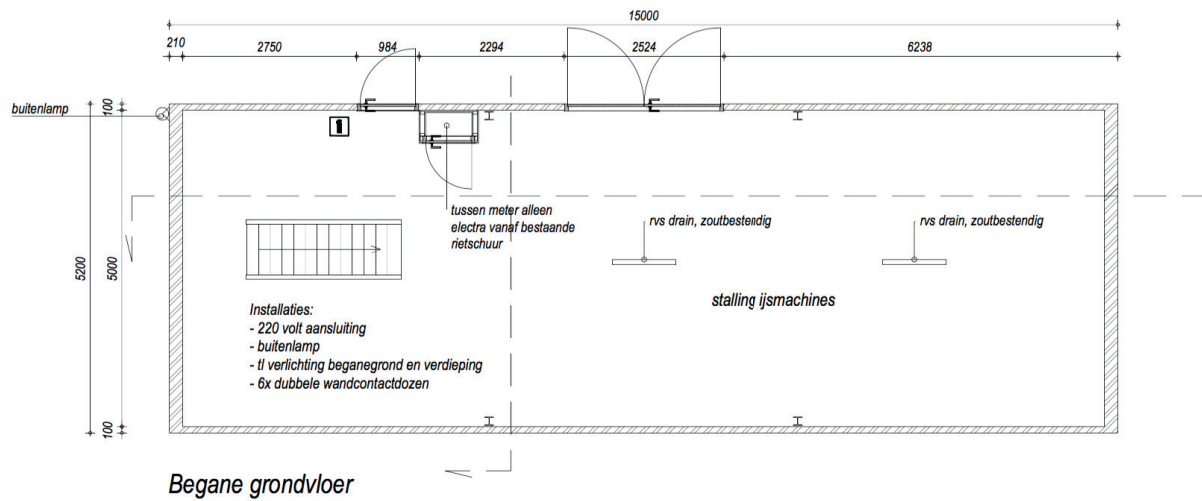 15000
210
2750
984
2294
2524
6238
buitenlamp
100
1
tussen meter alleen
electra vanaf bestaande
rietschuur
rvs drain, zoutbestendig
rvs drain, zoutbestendig
5200
5000
stalling ijsmachines
Installaties:
- 220 volt aansluiting
- buitenlamp
- tl verlichting beganegrond en verdieping
- 6x dubbele wandcontactdozen
100
Begane grondvloer